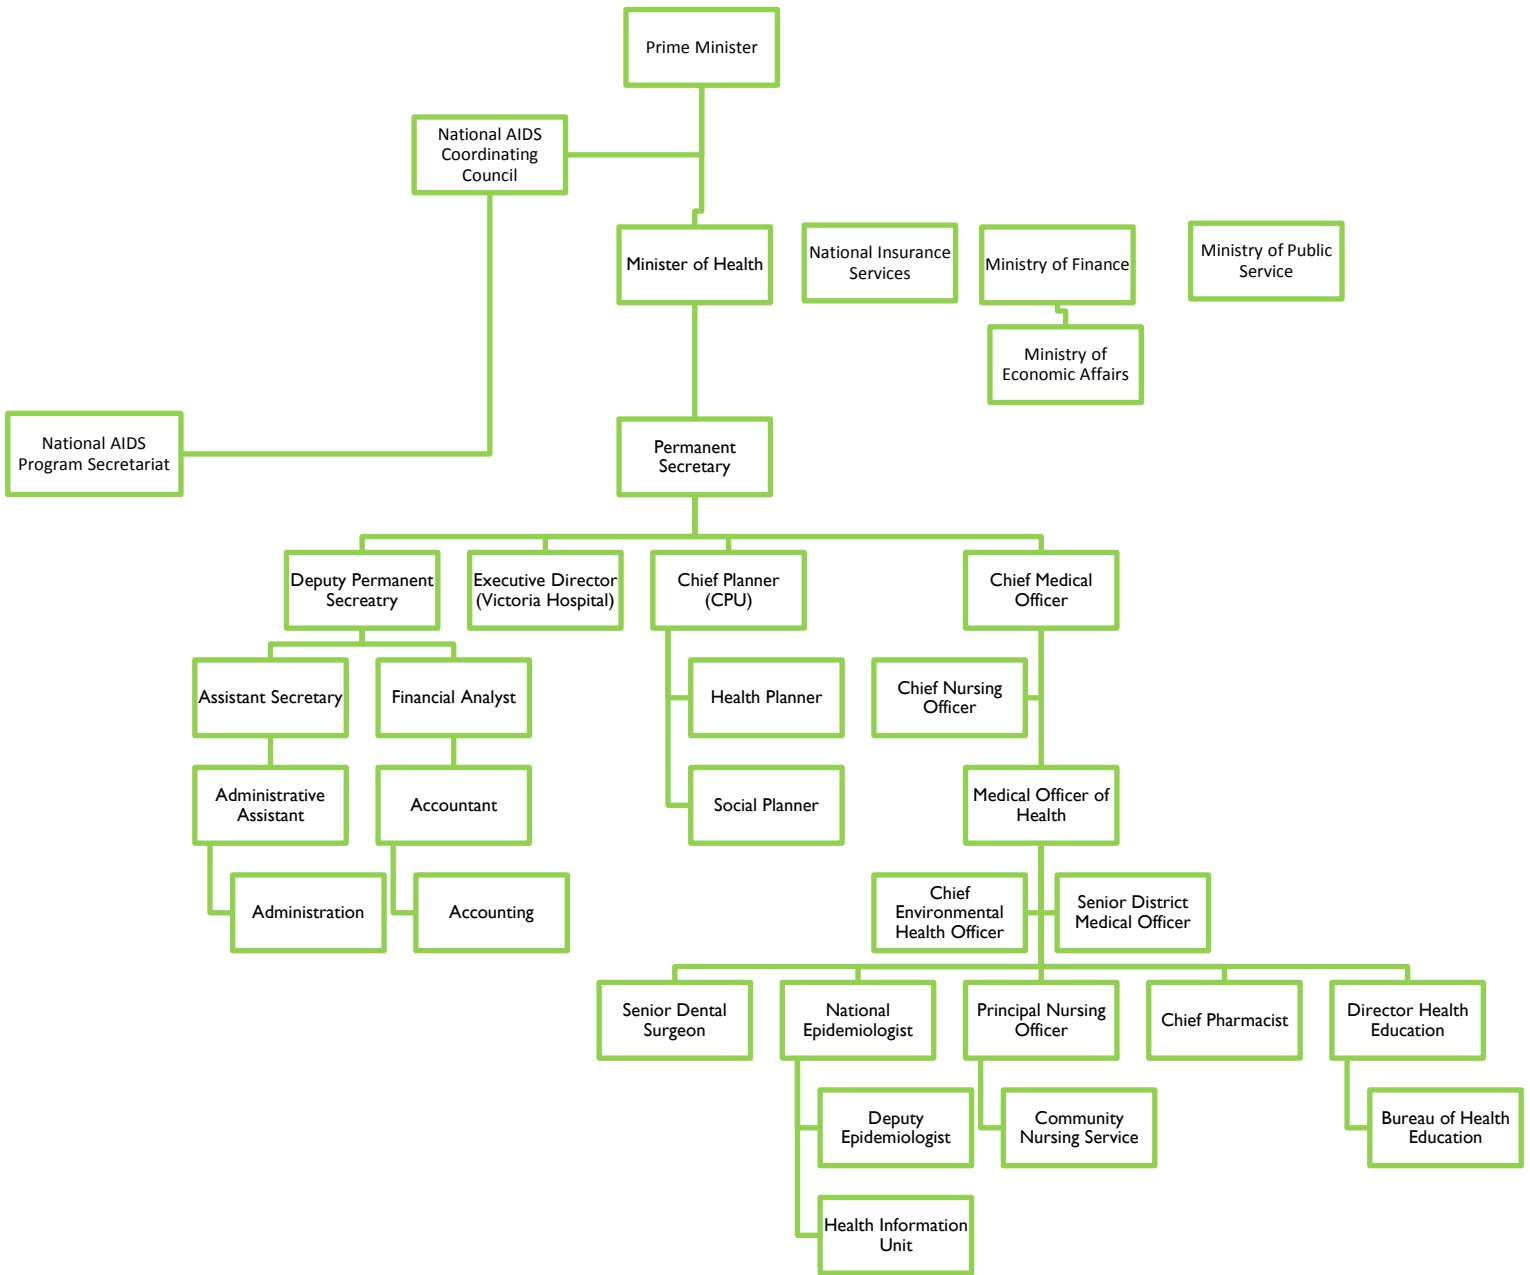 Prime Minister
National AIDS
Coordinating
Council
Minister of Health
National Insurance
Services
Ministry of Finance
Ministry of Public
Service
Ministry of
Economic Affairs
National AIDS
Program Secretariat
Permanent
Secretary
Deputy Permanent
Secreatry
Executive Director
(Victoria Hospital)
Chief Planner
(CPU)
Chief Medical
Officer
Assistant Secretary
Financial Analyst
Health Planner
Chief Nursing
Officer
Administrative
Assistant
Accountant
Social Planner
Medical Officer of
Health
Administration
Accounting
Chief
Environmental
Health Officer
Senior District
Medical Officer
Senior Dental
Surgeon
National
Epidemiologist
Principal Nursing
Officer
Chief Pharmacist
Director Health
Education
Deputy
Epidemiologist
Community
Nursing Service
Bureau of Health
Education
Health Information
Unit